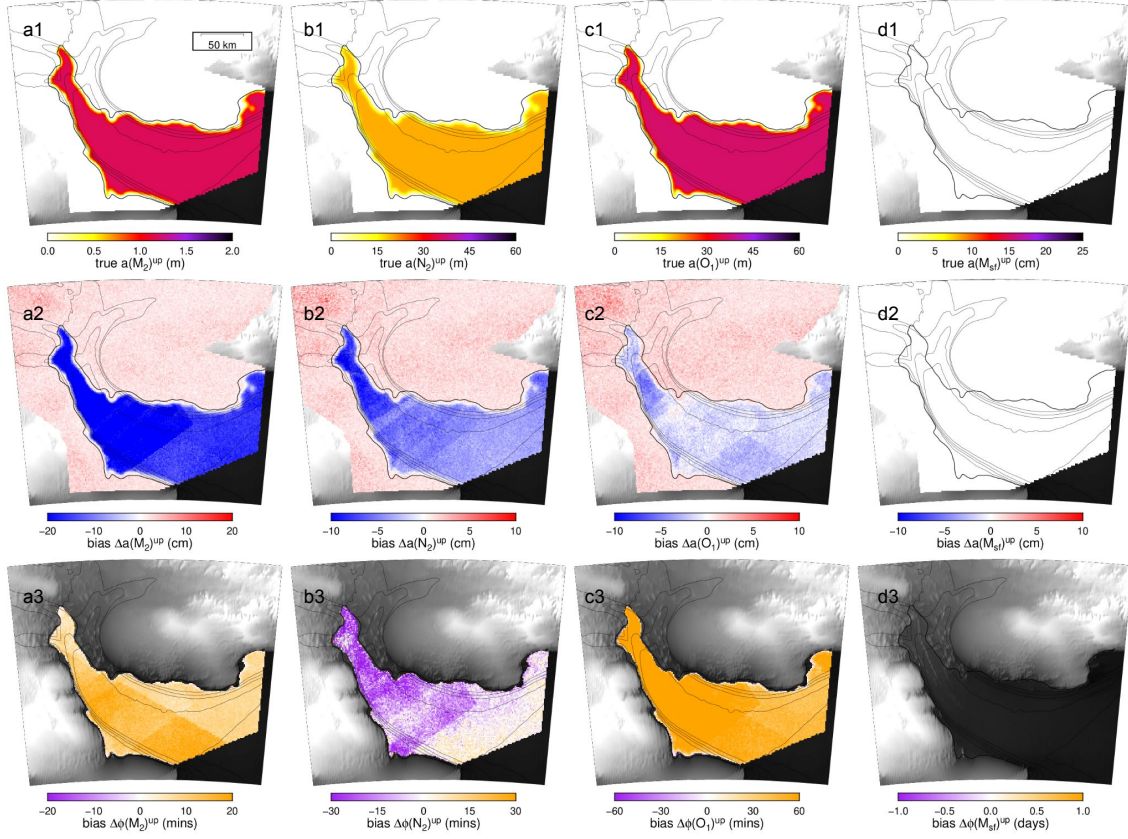 a1
50 km
b1
c1
d1
0.0 0.5 1.0 1.5 2.0
true a(M₂)ᵘᵖ (m)
0 15 30 45 60
true a(N₂)ᵘᵖ (m)
0 15 30 45 60
true a(O₁)ᵘᵖ (m)
0 5 10 15 20 25
true a(Msf)ᵘᵖ (cm)
a2
b2
c2
d2
−20 −10 0 10 20
bias Δa(M₂)ᵘᵖ (cm)
−10 −5 0 5 10
bias Δa(N₂)ᵘᵖ (cm)
−10 −5 0 5 10
bias Δa(O₁)ᵘᵖ (cm)
−10 −5 0 5 10
bias Δa(Msf)ᵘᵖ (cm)
a3
b3
c3
d3
−20 −10 0 10 20
bias Δϕ(M₂)ᵘᵖ (mins)
−30 −15 0 15 30
bias Δϕ(N₂)ᵘᵖ (mins)
−60 −30 0 30 60
bias Δϕ(O₁)ᵘᵖ (mins)
−1.0 −0.5 0.0 0.5 1.0
bias Δϕ(Msf)ᵘᵖ (days)